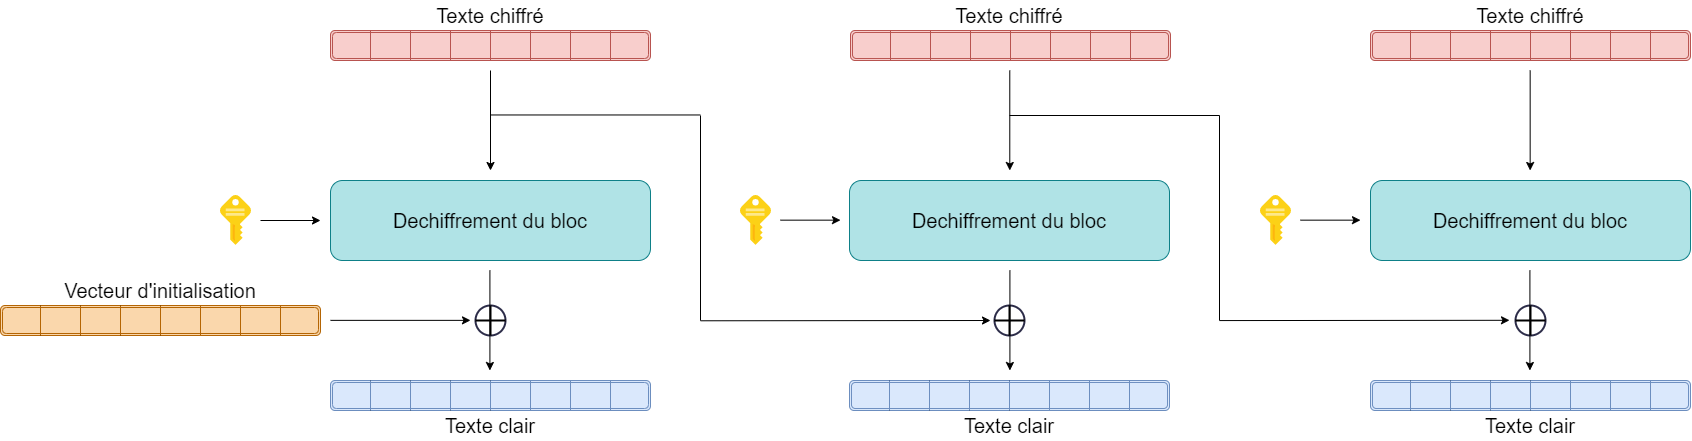 Texte chiffré
Texte chiffré
Texte chiffré
Dechiffrement du bloc
Dechiffrement du bloc
Dechiffrement du bloc
Vecteur d'initialisation
Texte clair
Texte clair
Texte clair